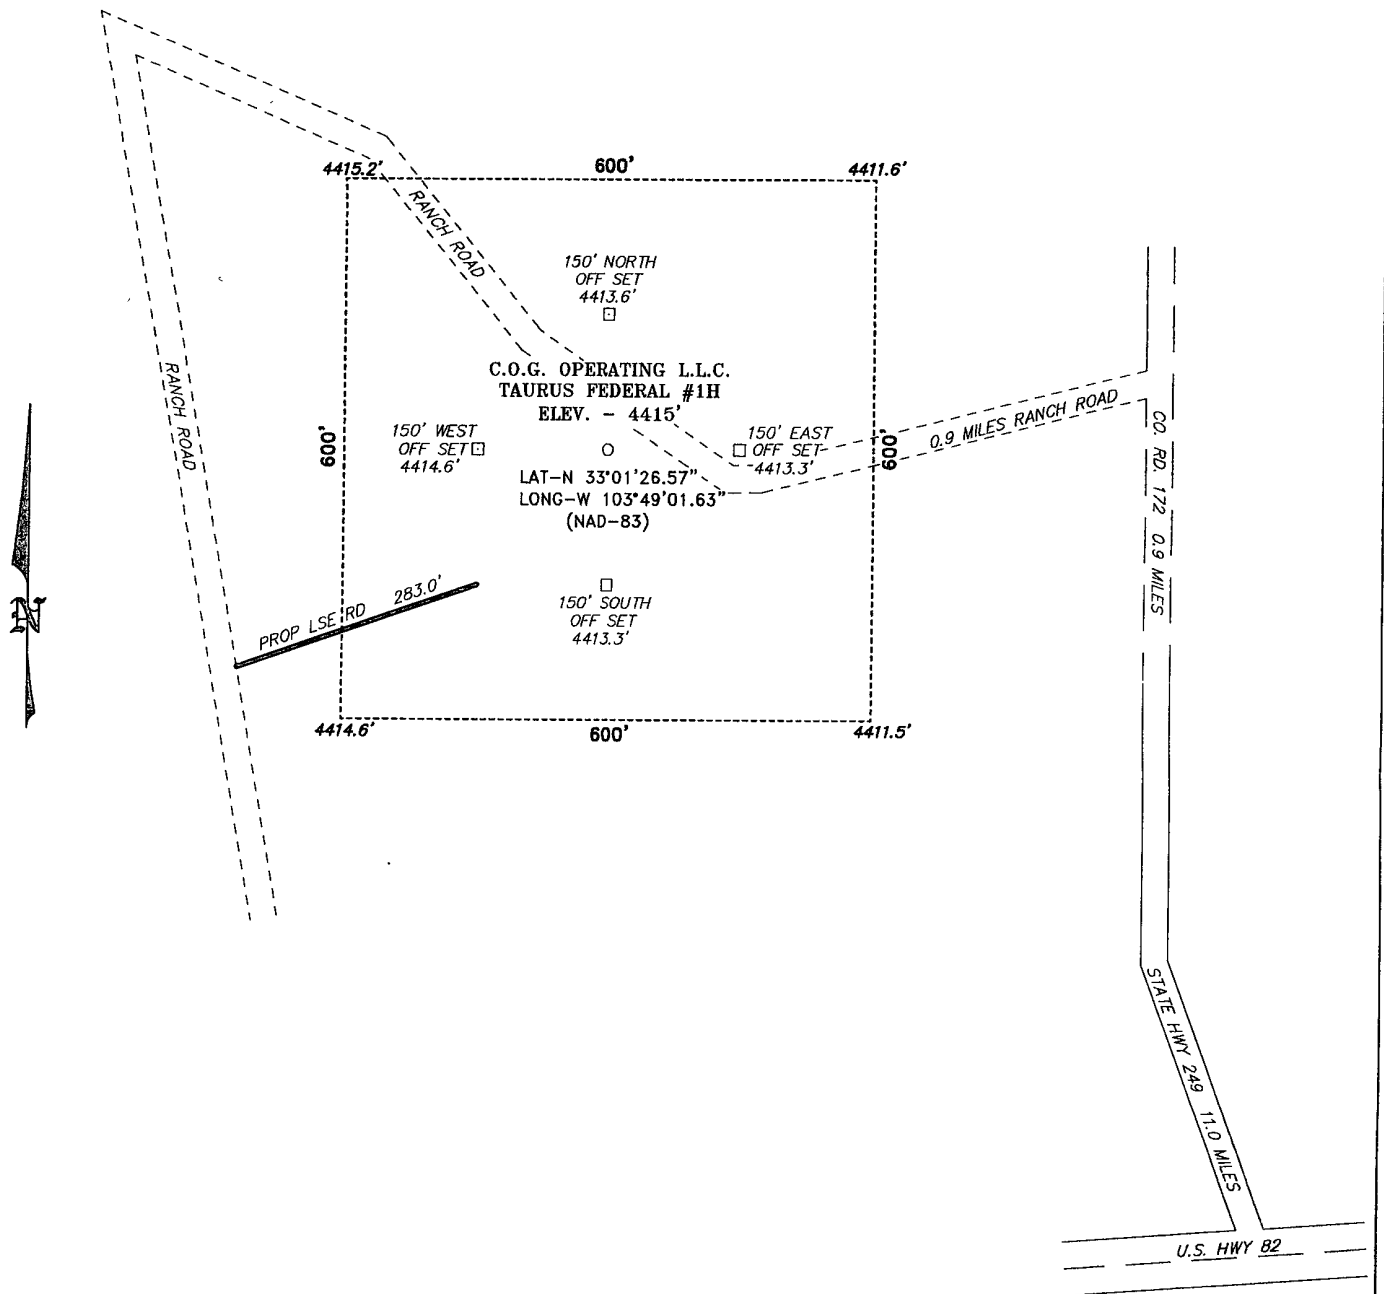 4415.2'
600'
4411.6'
RANCH ROAD
150' NORTH
OFF SET
4413.6'
RANCH ROAD
C.O.G. OPERATING L.L.C.
TAURUS FEDERAL #1H
ELEV. - 4415'
600'
150' WEST
OFF SET
4414.6'
150' EAST
OFF SET
4413.3'
600'
0.9 MILES RANCH ROAD
CO. RD. 172 0.9 MILES
LAT-N 33°01'26.57"
LONG-W 103°49'01.63"
(NAD-83)
N
PROP LSE RD 283.0'
150' SOUTH
OFF SET
4413.3'
4414.6'
600'
4411.5'
STATE HWY 249 11.0 MILES
U.S. HWY 82